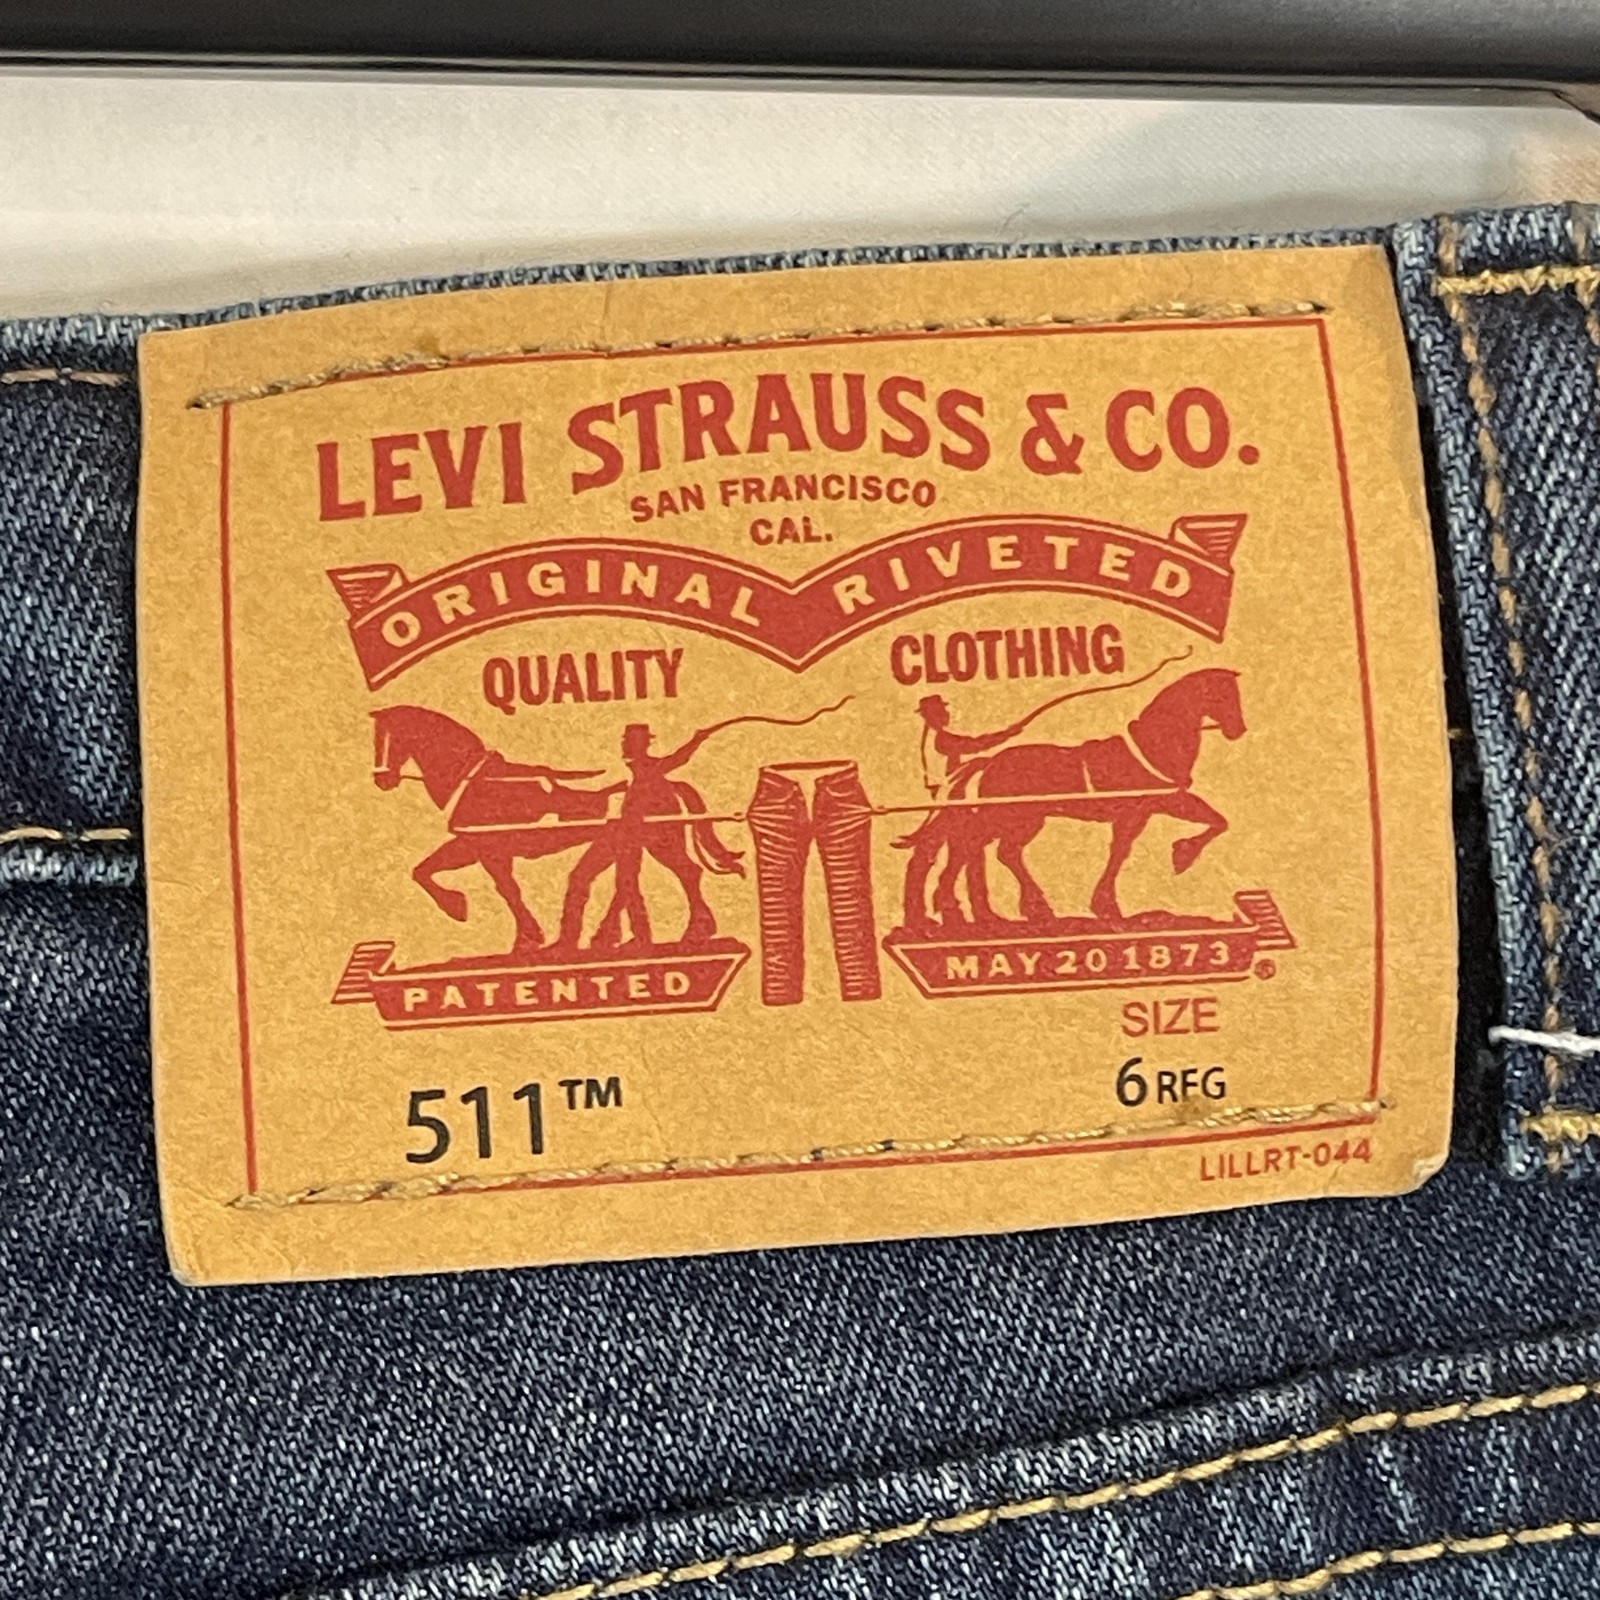 LEVI STRAUSS & CO.
SAN FRANCISCO
CAL.
ORIGINAL RIVETED
QUALITY CLOTHING
PATENTED MAY 20 1873 ®
SIZE
511™ 6 REG
LILLRT-044